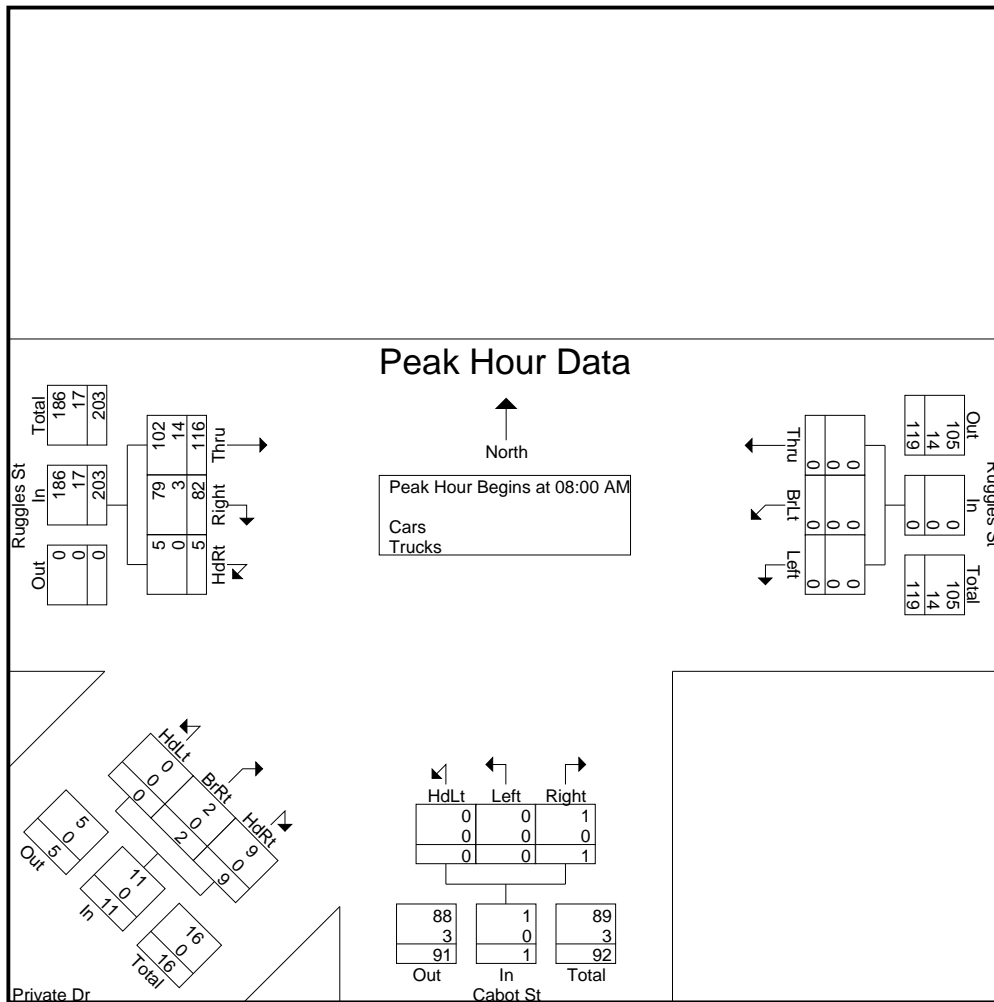 Peak Hour Data
North
Peak Hour Begins at 08:00 AM
Cars
Trucks
Ruggles St
Total
186
17
203
In
186
17
203
Out
0
0
0
Thru
102
14
116
Right
79
3
82
HdRt
5
0
5
Ruggles St
Out
105
14
119
In
0
0
0
Total
105
14
119
Thru
0
0
0
BrLt
0
0
0
Left
0
0
0
HdLt
0
0
0
BrRt
2
0
2
HdRt
9
0
9
5
0
5
Out
11
0
11
In
16
0
16
Total
Private Dr
HdLt Left Right
0 0 1
0 0 0
0 0 1
88 1 89
3 0 3
91 1 92
Out In Total
Cabot St